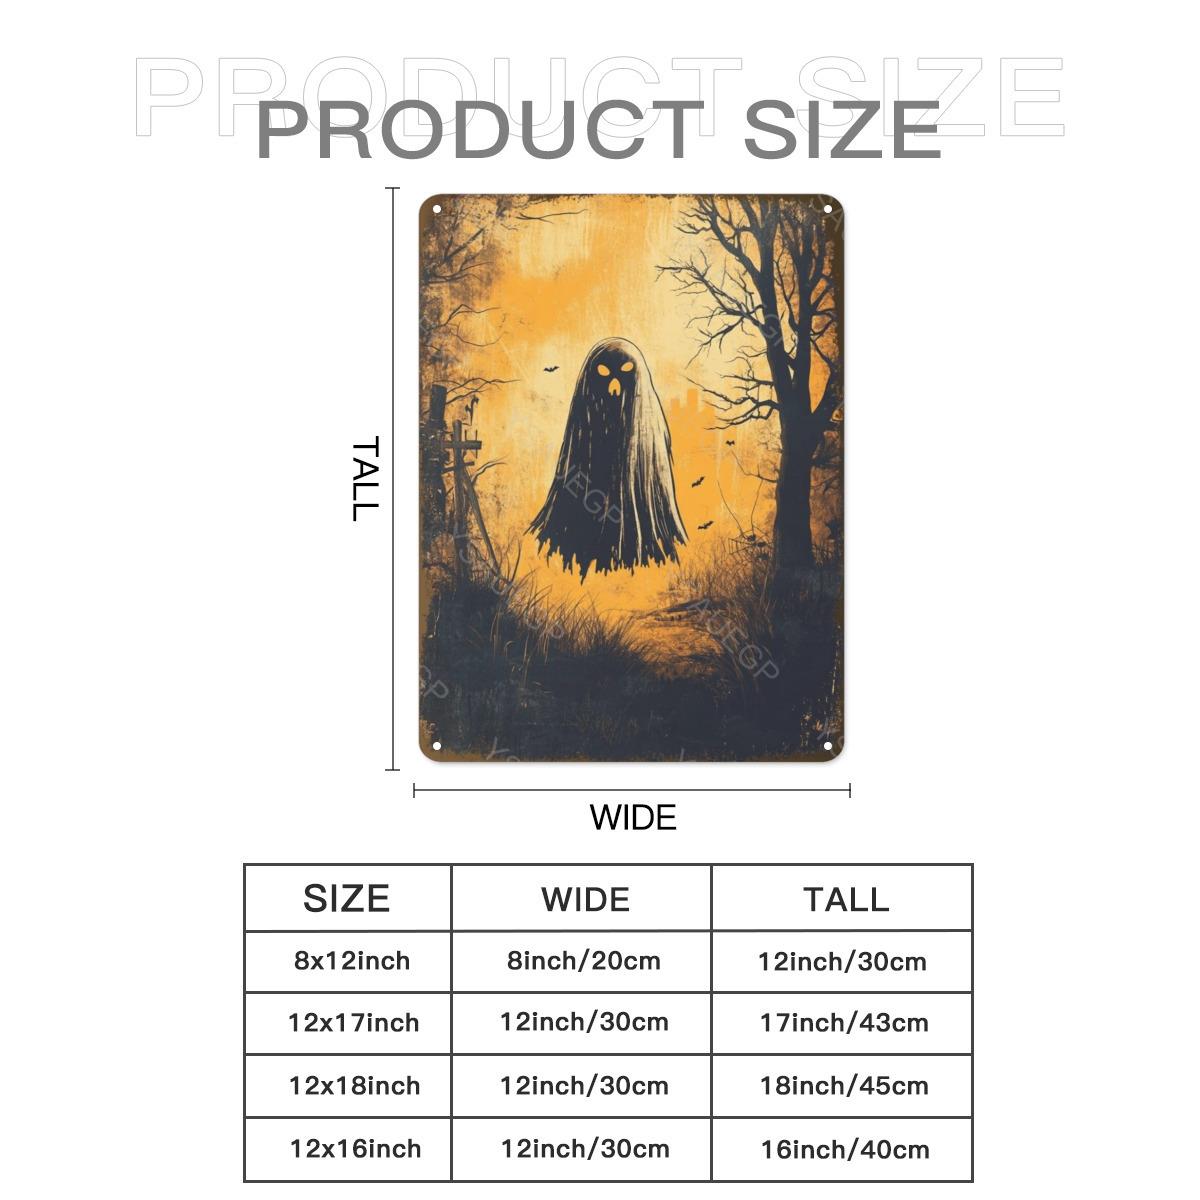 PRODUCT SIZE
PRODUCT SIZE
TALL
WIDE
SIZE WIDE TALL
8x12inch 8inch/20cm 12inch/30cm
12x17inch 12inch/30cm 17inch/43cm
12x18inch 12inch/30cm 18inch/45cm
12x16inch 12inch/30cm 16inch/40cm